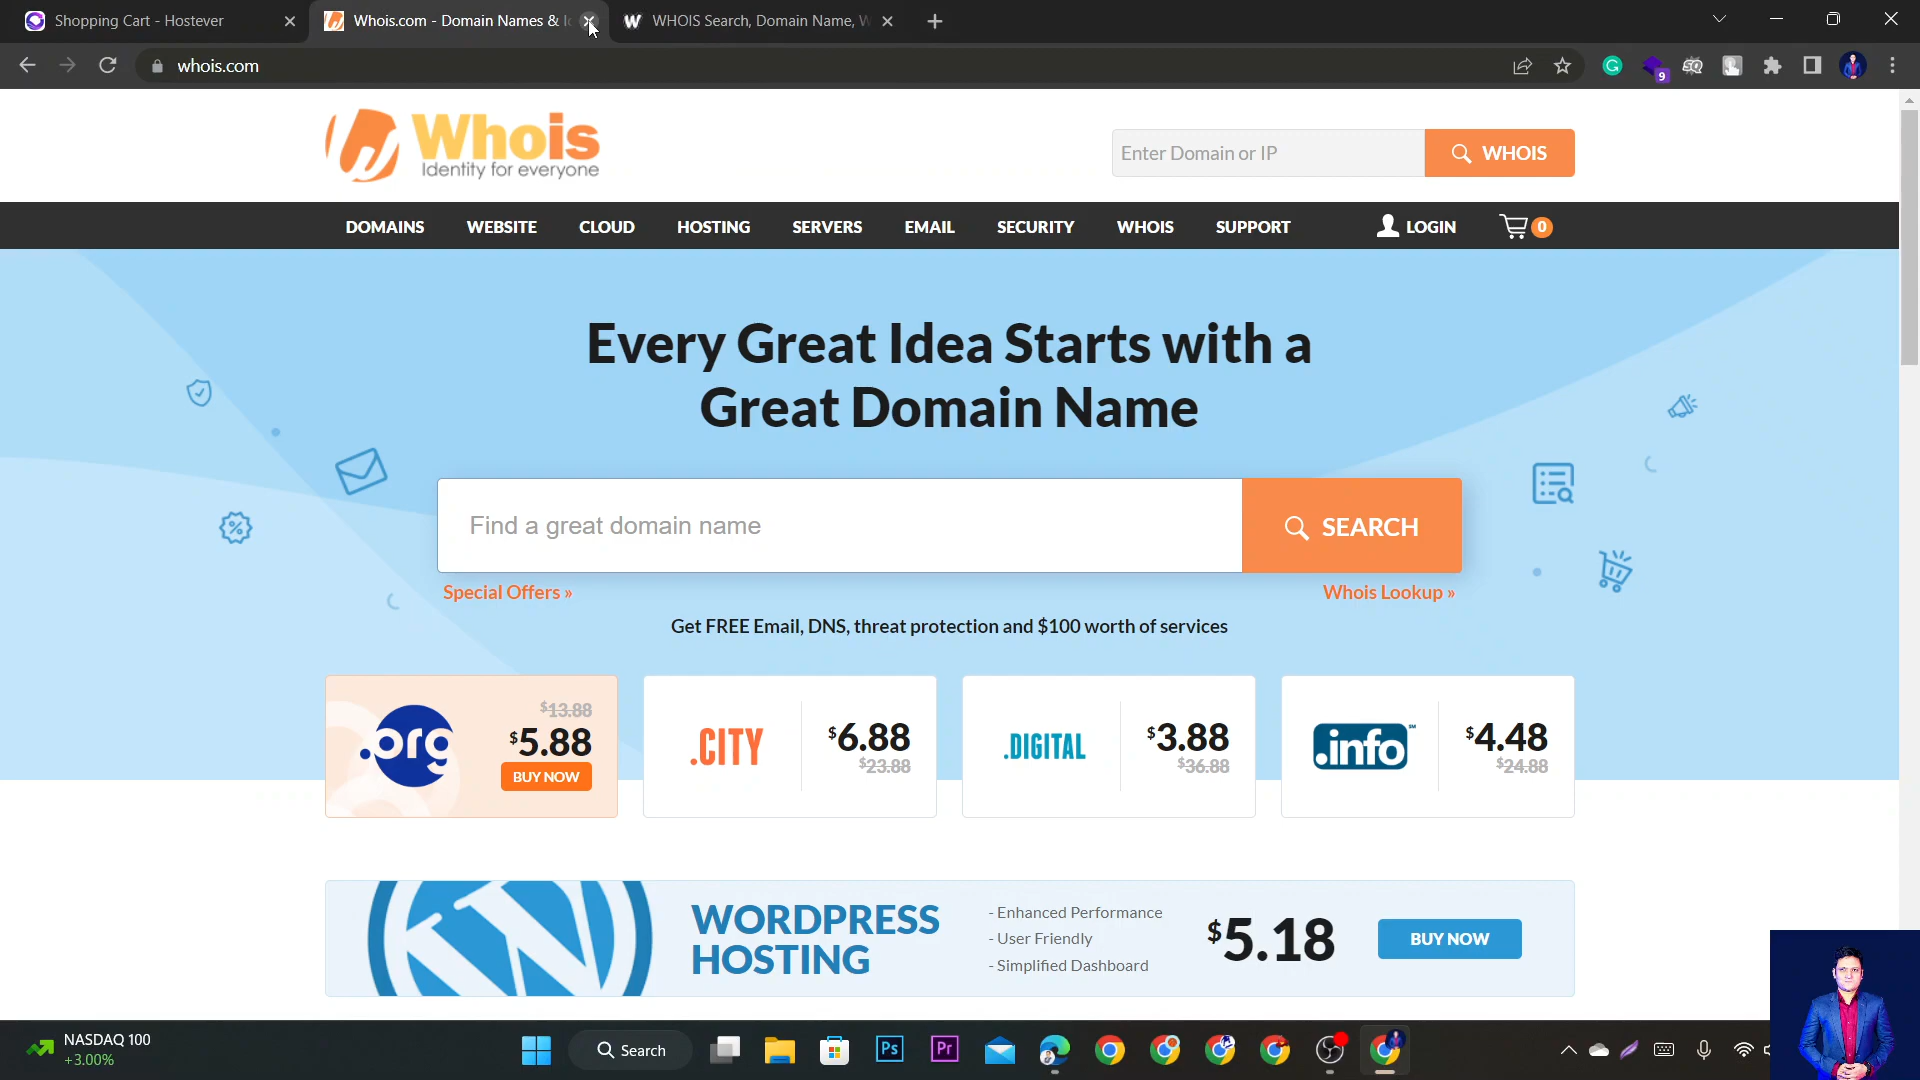 Shopping Cart - Hostever
Whois.com - Domain Names & Id
WHOIS Search, Domain Name, W
whois.com
9
Whois
Identity for everyone
Enter Domain or IP
WHOIS
DOMAINS WEBSITE CLOUD HOSTING SERVERS EMAIL SECURITY WHOIS SUPPORT LOGIN 0
Every Great Idea Starts with a
Great Domain Name
Find a great domain name
SEARCH
Special Offers »
Whois Lookup »
Get FREE Email, DNS, threat protection and $100 worth of services
.org
$13.88
$5.88
BUY NOW
.CITY
$6.88
$23.88
.DIGITAL
$3.88
$36.88
.info
$4.48
$24.88
WORDPRESS
HOSTING
- Enhanced Performance
- User Friendly
- Simplified Dashboard
$5.18
BUY NOW
NASDAQ 100
+3.00%
Search
Ps
Pr